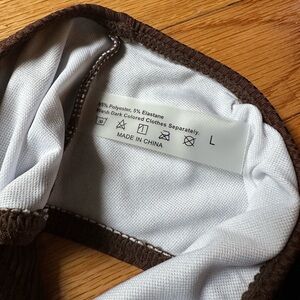 95% Polyester, 5% Elastane
Wash Dark Colored Clothes Separately.
L
MADE IN CHINA